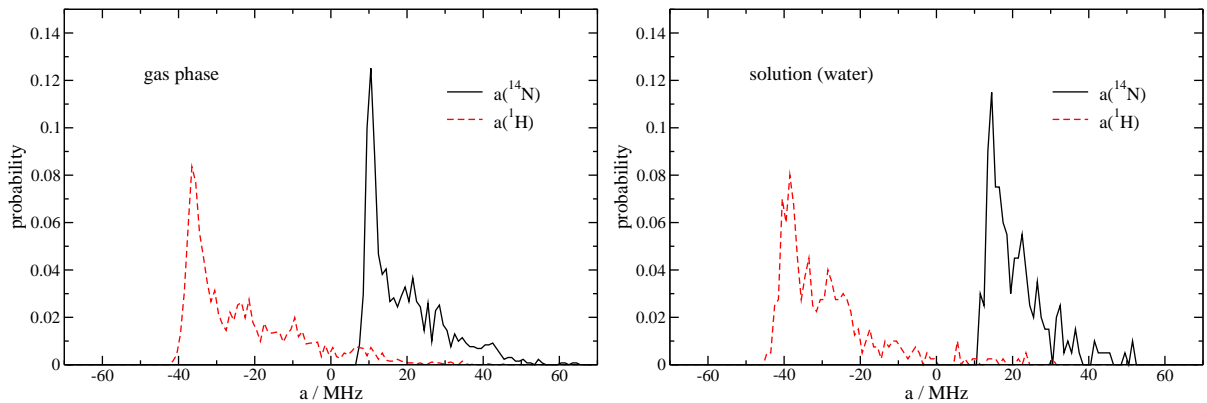 0.14
0.12
0.1
0.08
0.06
0.04
0.02
0
probability
-60 -40 -20 0 20 40 60
a / MHz
gas phase
a(¹⁴N)
a(¹H)
0.14
0.12
0.1
0.08
0.06
0.04
0.02
0
probability
-60 -40 -20 0 20 40 60
a / MHz
solution (water)
a(¹⁴N)
a(¹H)